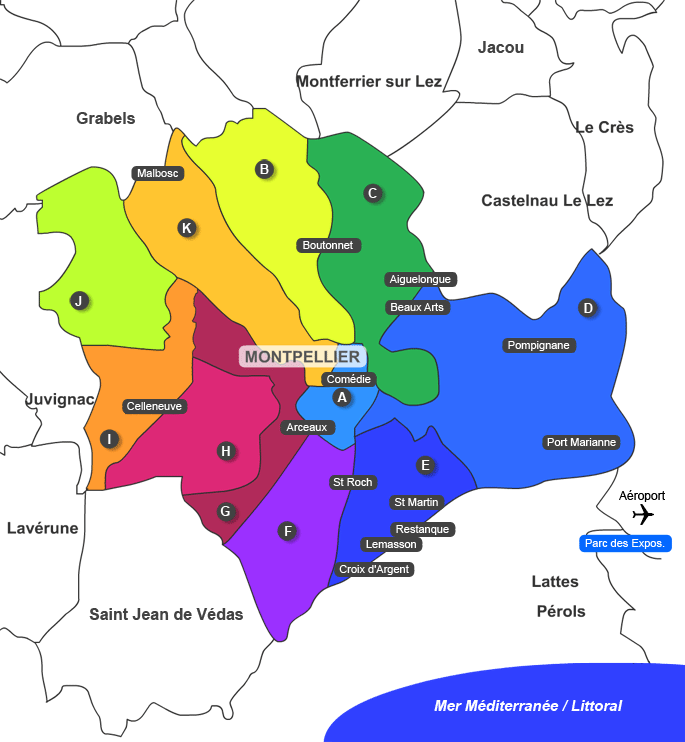 Jacou
Montferrier sur Lez
Grabels
Le Crès
B
Malbosc
C
Castelnau Le Lez
K
Boutonnet
Aiguelongue
J
Beaux Arts
D
Pompignane
MONTPELLIER
Comédie
Juvignac
A
Celleneuve
Arceaux
I
H
Port Marianne
E
St Roch
Aéroport
St Martin
G
Lavérune
F
Restanque
Lemasson
Parc des Expos.
Croix d'Argent
Lattes
Saint Jean de Védas
Pérols
Mer Méditerranée / Littoral